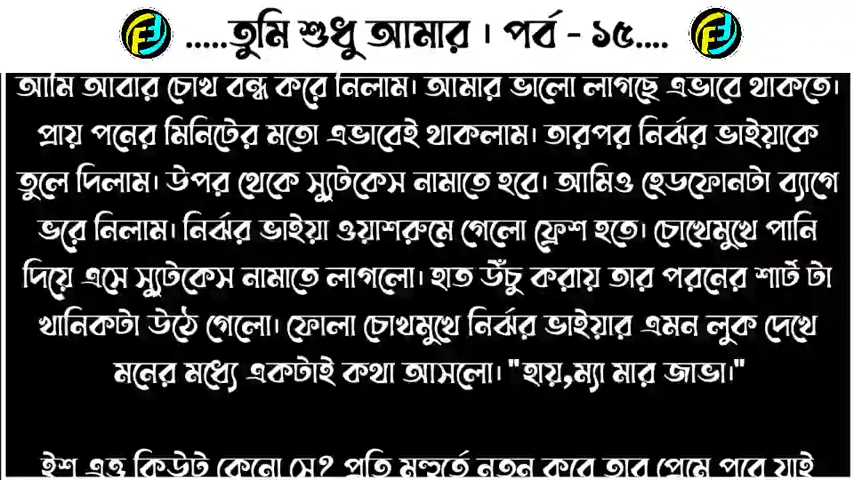 .....তুমি শুধু আমার । পর্ব - ১৫....
আমি আবার চোখ বন্ধ করে নিলাম। আমার ভালো লাগছে এভাবে থাকতে।
প্রায় পনের মিনিটের মতো এভাবেই থাকলাম। তারপর নির্ঝর ভাইয়াকে
তুলে দিলাম। উপর থেকে স্যুটকেস নামাতে হবে। আমিও হেডফোনটা ব্যাগে
ভরে নিলাম। নির্ঝর ভাইয়া ওয়াশরুমে গেলো ফ্রেশ হতে। চোখেমুখে পানি
দিয়ে এসে স্যুটকেস নামাতে লাগলো। হাত উঁচু করায় তার পরনের শার্ট টা
খানিকটা উঠে গেলো। ফোলা চোখমুখে নির্ঝর ভাইয়ার এমন লুক দেখে
মনের মধ্যে একটাই কথা আসলো। "হায়,ম্যা মার জাভা।"
ইশ এত্ত কিউট কেনো সে? প্রতি মুহূর্তে নতুন করে তার প্রেমে পরে যাই